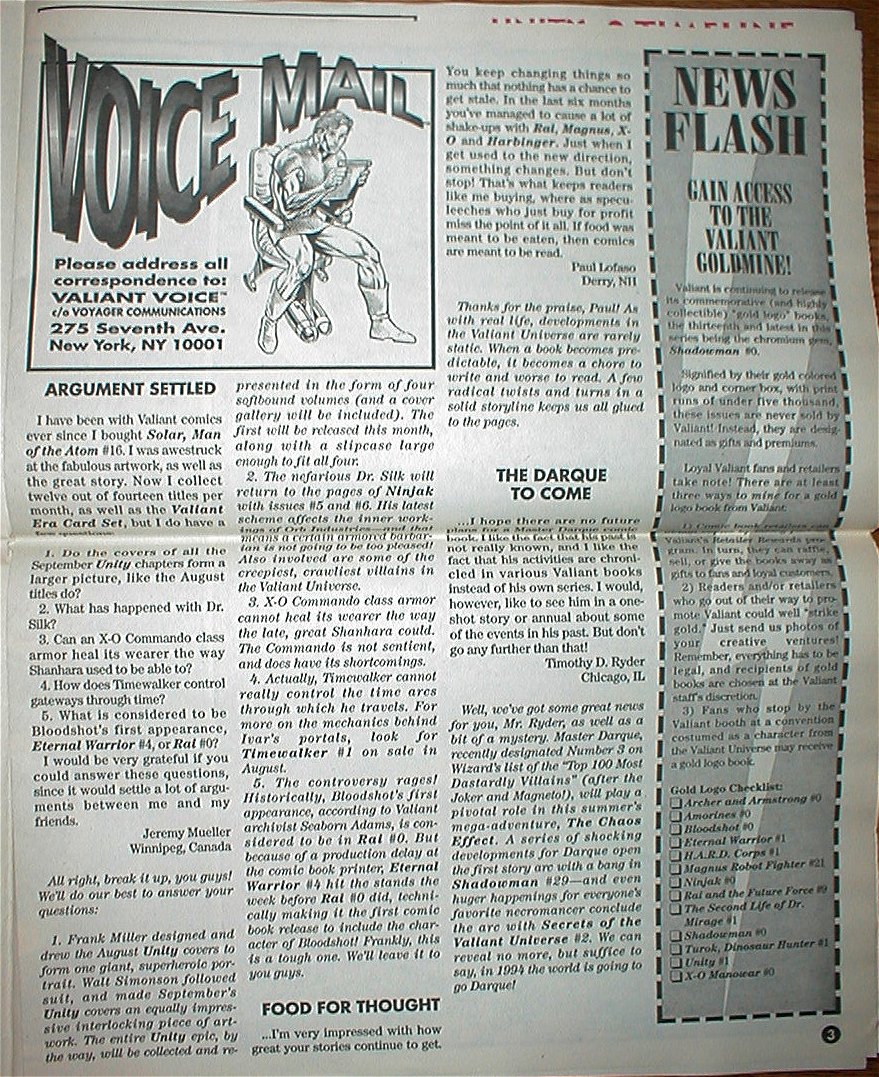 VOICE MAIL
Please address all
correspondence to:
VALIANT VOICE™
c/o VOYAGER COMMUNICATIONS
275 Seventh Ave.
New York, NY 10001
ARGUMENT SETTLED
I have been with Valiant comics
ever since I bought Solar, Man
of the Atom #16. I was awestruck
at the fabulous artwork, as well as
the great story. Now I collect
twelve out of fourteen titles per
month, as well as the Valiant
Era Card Set, but I do have a
few questions:
1. Do the covers of all the
September Unity chapters form a
larger picture, like the August
titles do?
2. What has happened with Dr.
Silk?
3. Can an X-O Commando class
armor heal its wearer the way
Shanhara used to be able to?
4. How does Timewalker control
gateways through time?
5. What is considered to be
Bloodshot's first appearance,
Eternal Warrior #4, or Rai #0?
I would be very grateful if you
could answer these questions,
since it would settle a lot of argu-
ments between me and my
friends.
Jeremy Mueller
Winnipeg, Canada
All right, break it up, you guys!
We'll do our best to answer your
questions:
1. Frank Miller designed and
drew the August Unity covers to
form one giant, superheroic por-
trait. Walt Simonson followed
suit, and made September's
Unity covers an equally impres-
sive interlocking piece of art-
work. The entire Unity epic, by
the way, will be collected and re-
presented in the form of four
softbound volumes (and a cover
gallery will be included). The
first will be released this month,
along with a slipcase large
enough to fit all four.
2. The nefarious Dr. Silk will
return to the pages of Ninjak
with issues #5 and #6. His latest
scheme affects the inner work-
ings of Orb Industries—and that
means a certain armored barbar-
ian is not going to be too pleased!
Also involved are some of the
creepiest, crawliest villains in
the Valiant Universe.
3. X-O Commando class armor
cannot heal its wearer the way
the late, great Shanhara could.
The Commando is not sentient,
and does have its shortcomings.
4. Actually, Timewalker cannot
really control the time arcs
through which he travels. For
more on the mechanics behind
Ivar's portals, look for
Timewalker #1 on sale in
August.
5. The controversy rages!
Historically, Bloodshot's first
appearance, according to Valiant
archivist Seaborn Adams, is con-
sidered to be in Rai #0. But
because of a production delay at
the comic book printer, Eternal
Warrior #4 hit the stands the
week before Rai #0 did, techni-
cally making it the first comic
book release to include the char-
acter of Bloodshot! Frankly, this
is a tough one. We'll leave it to
you guys.
FOOD FOR THOUGHT
...I'm very impressed with how
great your stories continue to get.
You keep changing things so
much that nothing has a chance to
get stale. In the last six months
you've managed to cause a lot of
shake-ups with Rai, Magnus, X-
O and Harbinger. Just when I
get used to the new direction,
something changes. But don't
stop! That's what keeps readers
like me buying, where as specu-
leeches who just buy for profit
miss the point of it all. If food was
meant to be eaten, then comics
are meant to be read.
Paul Lofaso
Derry, NH
Thanks for the praise, Paul! As
with real life, developments in
the Valiant Universe are rarely
static. When a book becomes pre-
dictable, it becomes a chore to
write and worse to read. A few
radical twists and turns in a
solid storyline keeps us all glued
to the pages.
THE DARQUE
TO COME
...I hope there are no future
plans for a Master Darque comic
book. I like the fact that his past is
not really known, and I like the
fact that his activities are chroni-
cled in various Valiant books
instead of his own series. I would,
however, like to see him in a one-
shot story or annual about some
of the events in his past. But don't
go any further than that!
Timothy D. Ryder
Chicago, IL
Well, we've got some great news
for you, Mr. Ryder, as well as a
bit of a mystery. Master Darque,
recently designated Number 3 on
Wizard's list of the "Top 100 Most
Dastardly Villains" (after the
Joker and Magneto!), will play a
pivotal role in this summer's
mega-adventure, The Chaos
Effect. A series of shocking
developments for Darque open
the first story arc with a bang in
Shadowman #29—and even
huger happenings for everyone's
favorite necromancer conclude
the arc with Secrets of the
Valiant Universe #2. We can
reveal no more, but suffice to
say, in 1994 the world is going to
go Darque!
NEWS
FLASH
GAIN ACCESS
TO THE
VALIANT
GOLDMINE!
Valiant is continuing to release
its commemorative (and highly
collectible) "gold logo" books,
the thirteenth and latest in this
series being the chromium gem,
Shadowman #0.
Signified by their gold colored
logo and corner box, with print
runs of under five thousand,
these issues are never sold by
Valiant! Instead, they are desig-
nated as gifts and premiums.
Loyal Valiant fans and retailers
take note! There are at least
three ways to mine for a gold
logo book from Valiant:
1) Comic book retailers can
Valiant's Retailer Rewards pro-
gram. In turn, they can raffle,
sell, or give the books away as
gifts to fans and loyal customers.
2) Readers and/or retailers
who go out of their way to pro-
mote Valiant could well "strike
gold." Just send us photos of
your creative ventures!
Remember, everything has to be
legal, and recipients of gold
books are chosen at the Valiant
staff's discretion.
3) Fans who stop by the
Valiant booth at a convention
costumed as a character from
the Valiant Universe may receive
a gold logo book.
Gold Logo Checklist:
Archer and Armstrong #0
Amorines #0
Bloodshot #0
Eternal Warrior #1
H.A.R.D. Corps #1
Magnus Robot Fighter #21
Ninjak #0
Rai and the Future Force #9
The Second Life of Dr.
Mirage #1
Shadowman #0
Turok, Dinosaur Hunter #1
Unity #1
X-O Manowar #0
3